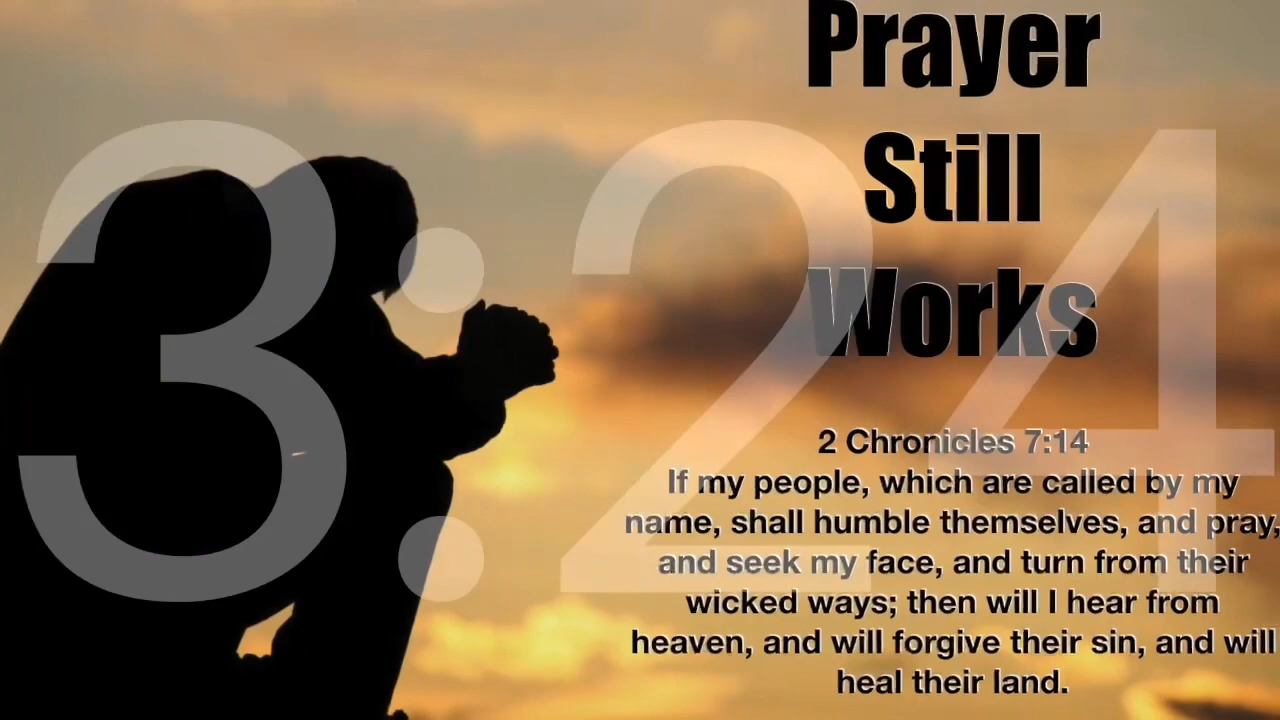 Prayer
Still
Works
3:24
2 Chronicles 7:14
If my people, which are called by my
name, shall humble themselves, and pray,
and seek my face, and turn from their
wicked ways; then will I hear from
heaven, and will forgive their sin, and will
heal their land.